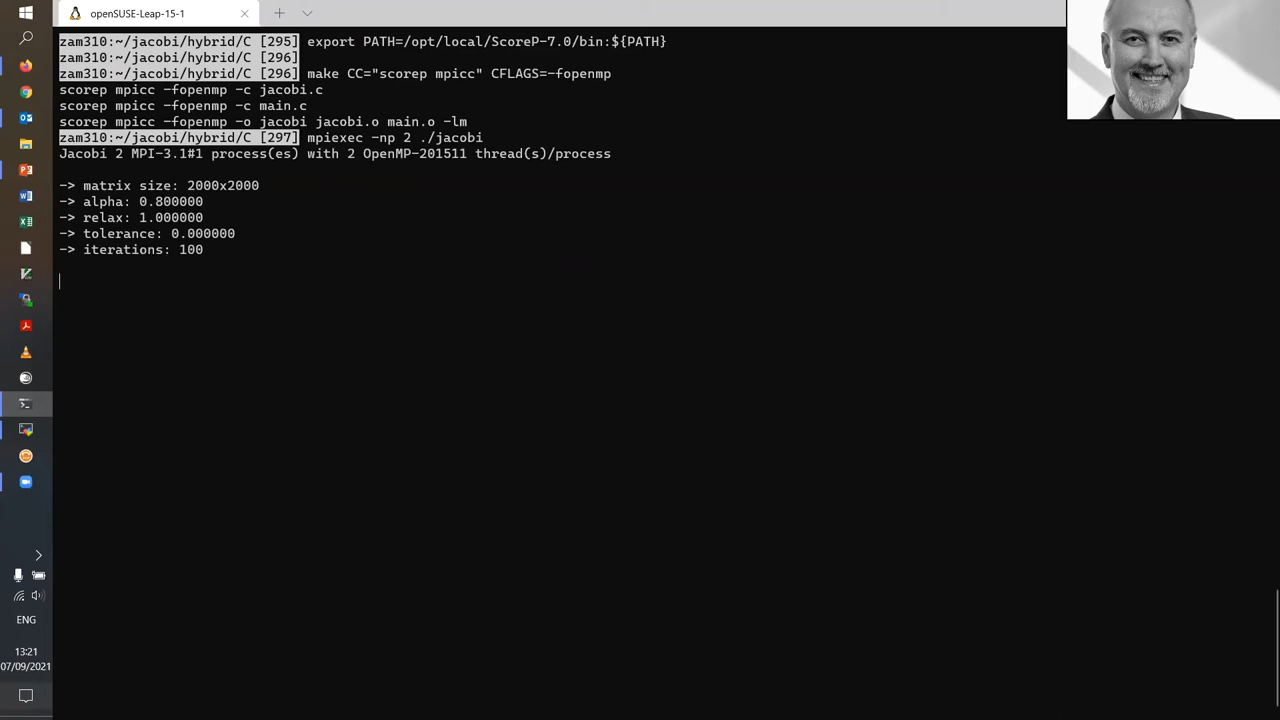 openSUSE-Leap-15-1
zam310:~/jacobi/hybrid/C [295] export PATH=/opt/local/ScoreP-7.0/bin:${PATH}
zam310:~/jacobi/hybrid/C [296]
zam310:~/jacobi/hybrid/C [296] make CC="scorep mpicc" CFLAGS=-fopenmp
scorep mpicc -fopenmp -c jacobi.c
scorep mpicc -fopenmp -c main.c
scorep mpicc -fopenmp -o jacobi jacobi.o main.o -lm
zam310:~/jacobi/hybrid/C [297] mpiexec -np 2 ./jacobi
Jacobi 2 MPI-3.1#1 process(es) with 2 OpenMP-201511 thread(s)/process
-> matrix size: 2000x2000
-> alpha: 0.800000
-> relax: 1.000000
-> tolerance: 0.000000
-> iterations: 100
ENG
13:21
07/09/2021